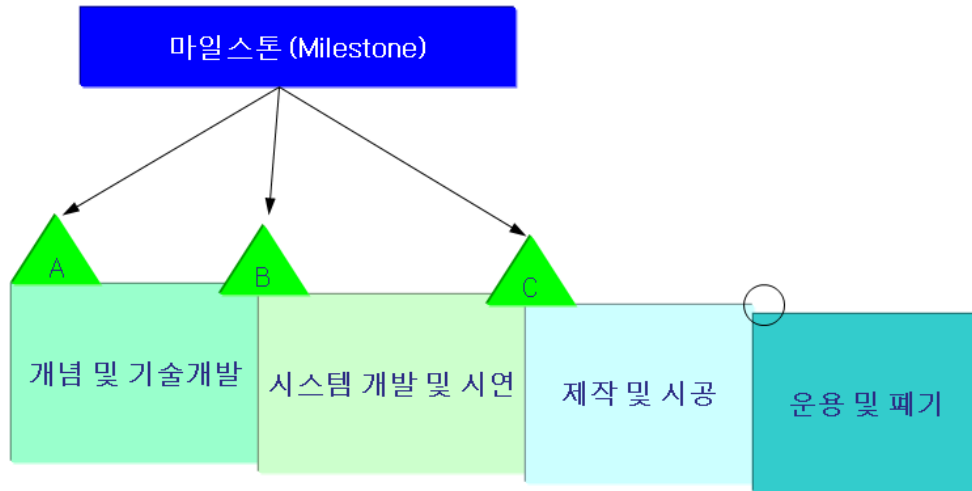 마일스톤 (Milestone)
A
B
C
개념 및 기술개발
시스템 개발 및 시연
제작 및 시공
운용 및 폐기